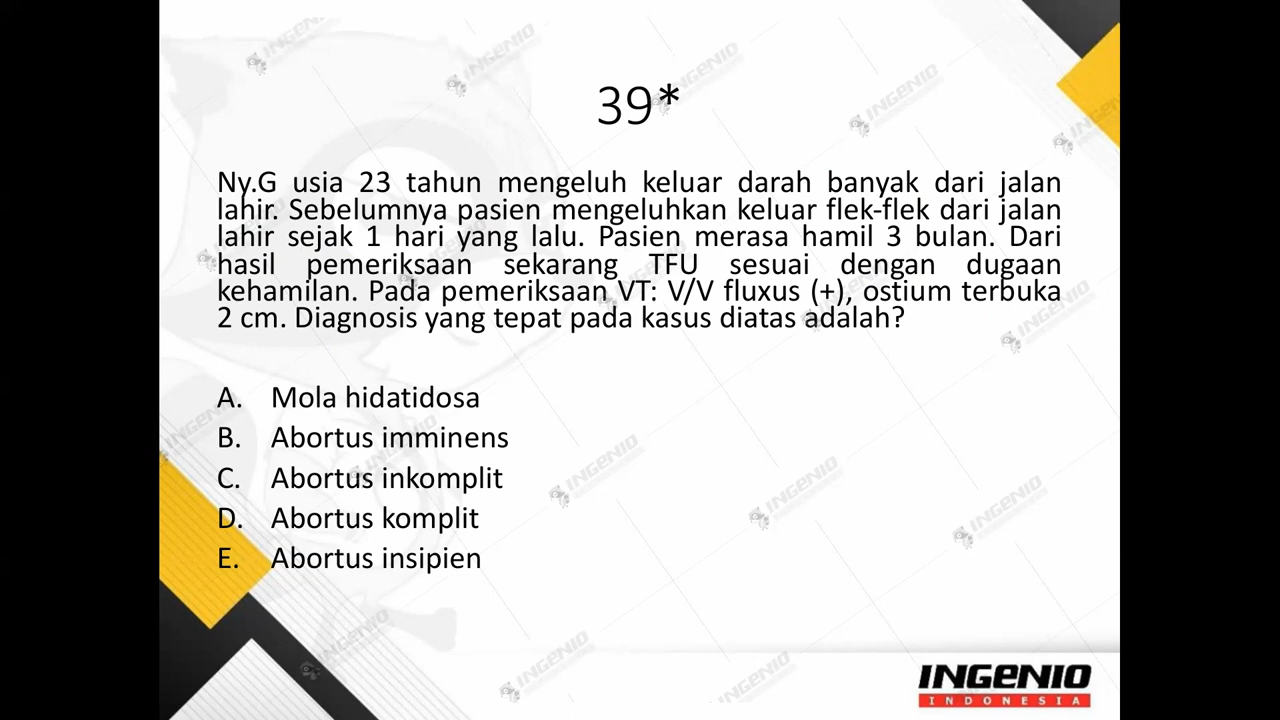 39*
Ny.G usia 23 tahun mengeluh keluar darah banyak dari jalan
lahir. Sebelumnya pasien mengeluhkan keluar flek-flek dari jalan
lahir sejak 1 hari yang lalu. Pasien merasa hamil 3 bulan. Dari
hasil pemeriksaan sekarang TFU sesuai dengan dugaan
kehamilan. Pada pemeriksaan VT: V/V fluxus (+), ostium terbuka
2 cm. Diagnosis yang tepat pada kasus diatas adalah?
A. Mola hidatidosa
B. Abortus imminens
C. Abortus inkomplit
D. Abortus komplit
E. Abortus insipien
INGENIO
INDONESIA